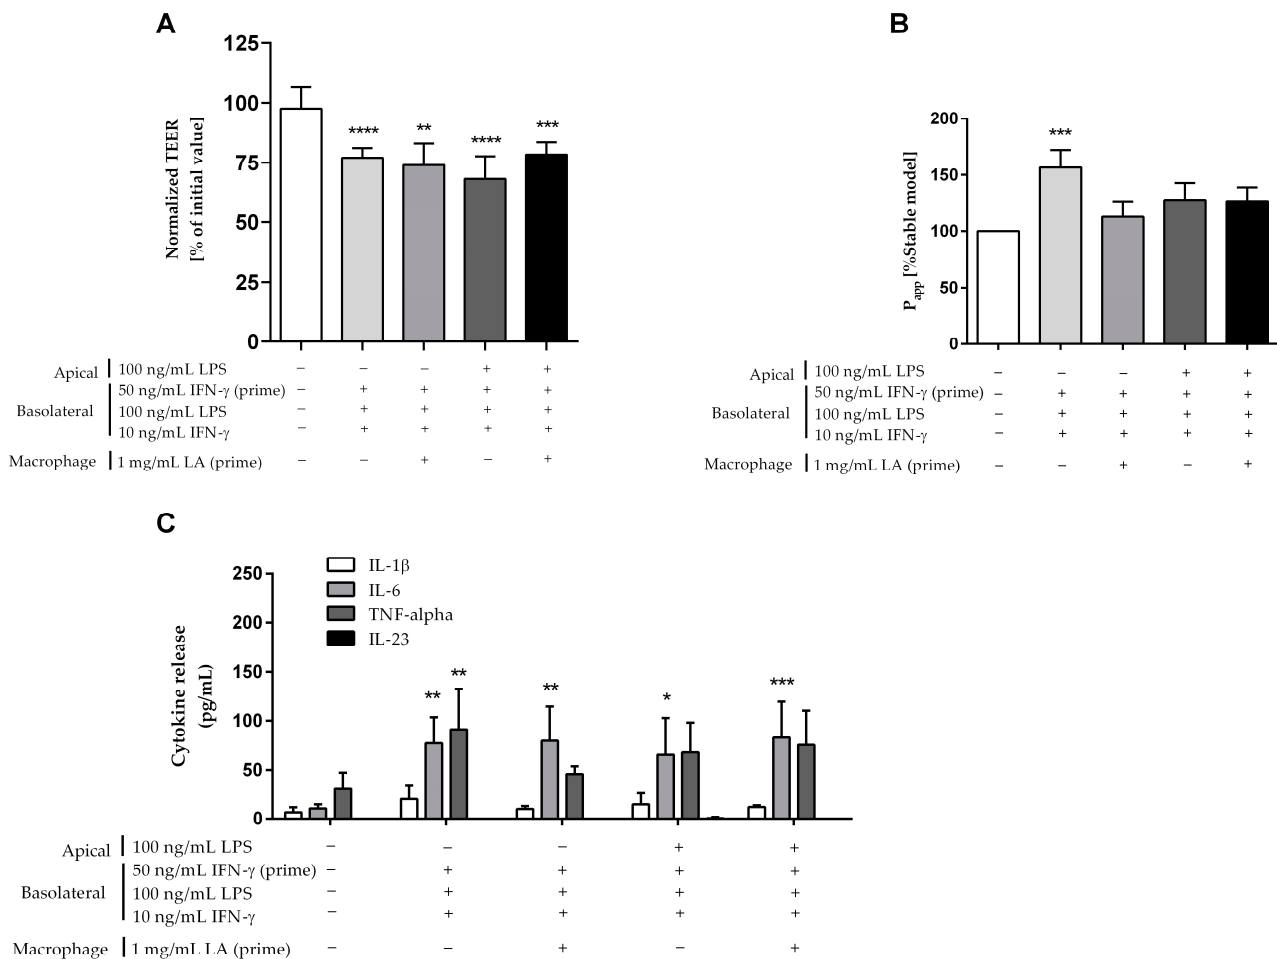 A
125
100
75
50
25
0
Normalized TEER
[% of initial value]
****
**
****
***
Apical
100 ng/mL LPS
– – – + +
50 ng/mL IFN-γ (prime)
– + + + +
Basolateral
100 ng/mL LPS
– + + + +
10 ng/mL IFN-γ
– + + + +
Macrophage
1 mg/mL LA (prime)
– – + – +
B
200
150
100
50
0
Papp [%Stable model]
***
Apical
100 ng/mL LPS
– – – + +
50 ng/mL IFN-γ (prime)
– + + + +
Basolateral
100 ng/mL LPS
– + + + +
10 ng/mL IFN-γ
– + + + +
Macrophage
1 mg/mL LA (prime)
– – + – +
C
250
200
150
100
50
0
Cytokine release
(pg/mL)
IL-1β
IL-6
TNF-alpha
IL-23
**
**
**
*
***
Apical
100 ng/mL LPS
– – – + +
50 ng/mL IFN-γ (prime)
– + + + +
Basolateral
100 ng/mL LPS
– + + + +
10 ng/mL IFN-γ
– + + + +
Macrophage
1 mg/mL LA (prime)
– – + – +